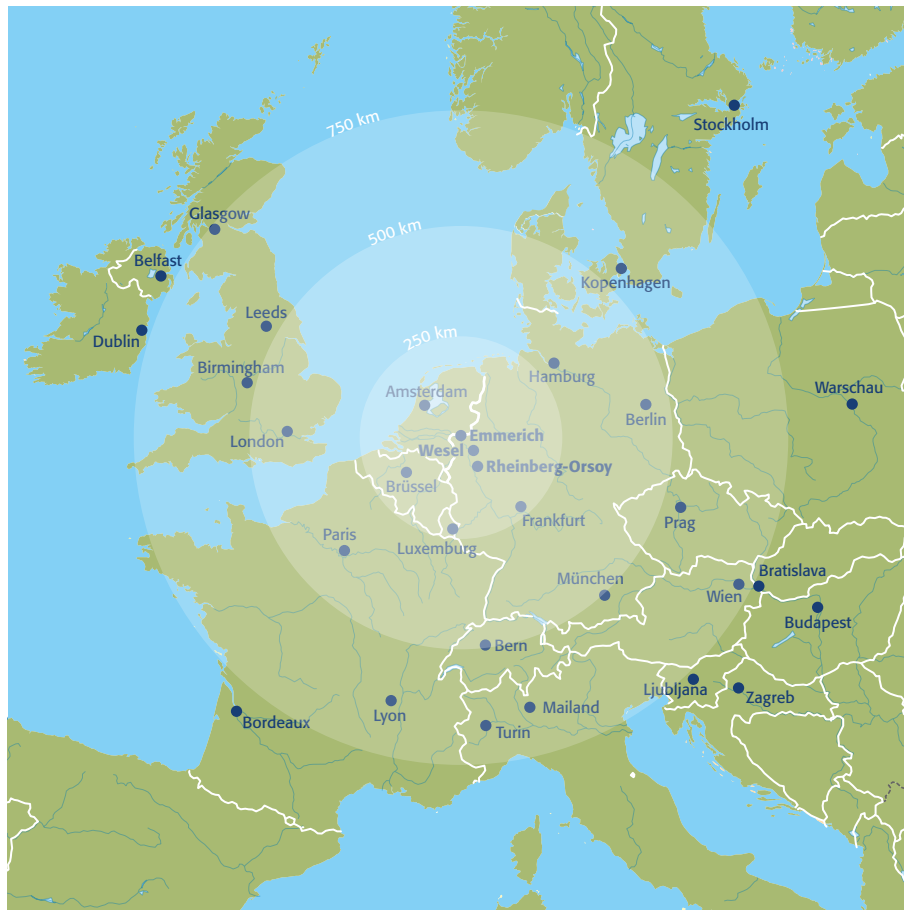 750 km
Stockholm
Glasgow
500 km
Belfast
Kopenhagen
Leeds
250 km
Dublin
Birmingham
Hamburg
Amsterdam
Warschau
Berlin
London
Emmerich
Wesel
Rheinberg-Orsoy
Brüssel
Frankfurt
Prag
Paris
Luxemburg
München
Bratislava
Wien
Budapest
Bern
Ljubljana
Zagreb
Lyon
Mailand
Bordeaux
Turin